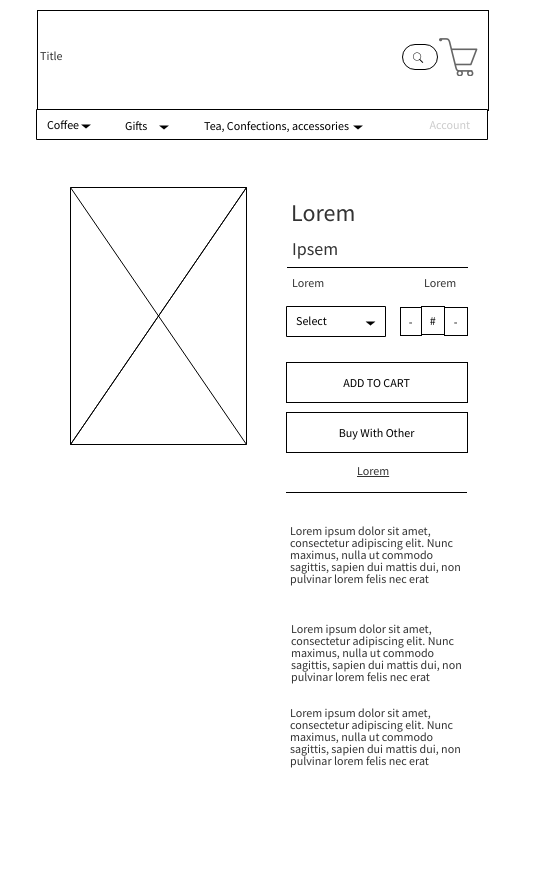 Title
Coffee
Gifts
Tea, Confections, accessories
Account
Lorem
Ipsem
Lorem
Lorem
Select
-
#
-
ADD TO CART
Buy With Other
Lorem
Lorem ipsum dolor sit amet,
consectetur adipiscing elit. Nunc
maximus, nulla ut commodo
sagittis, sapien dui mattis dui, non
pulvinar lorem felis nec erat
Lorem ipsum dolor sit amet,
consectetur adipiscing elit. Nunc
maximus, nulla ut commodo
sagittis, sapien dui mattis dui, non
pulvinar lorem felis nec erat
Lorem ipsum dolor sit amet,
consectetur adipiscing elit. Nunc
maximus, nulla ut commodo
sagittis, sapien dui mattis dui, non
pulvinar lorem felis nec erat